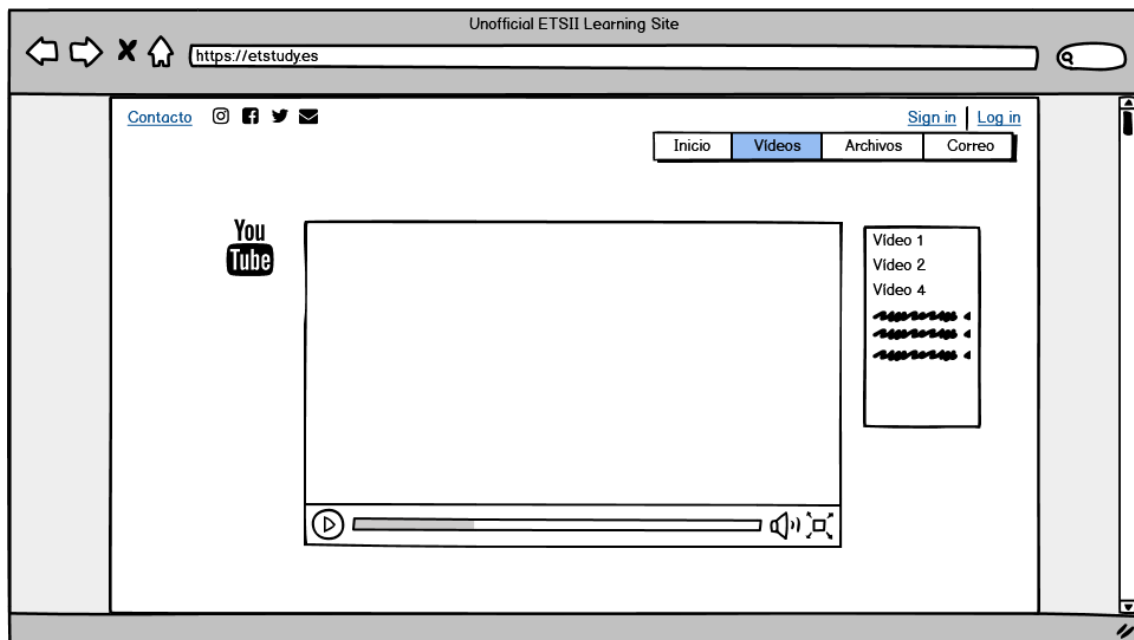 Unofficial ETSII Learning Site
https://etstudy.es
Contacto
Sign in | Log in
Inicio Vídeos Archivos Correo
You
Tube
Vídeo 1
Vídeo 2
Vídeo 4